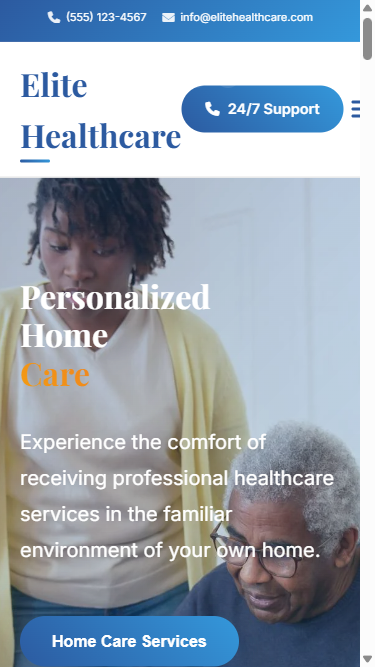 (555) 123-4567 info@elitehealthcare.com
Elite
Healthcare
24/7 Support
Personalized
Home
Care
Experience the comfort of
receiving professional healthcare
services in the familiar
environment of your own home.
Home Care Services